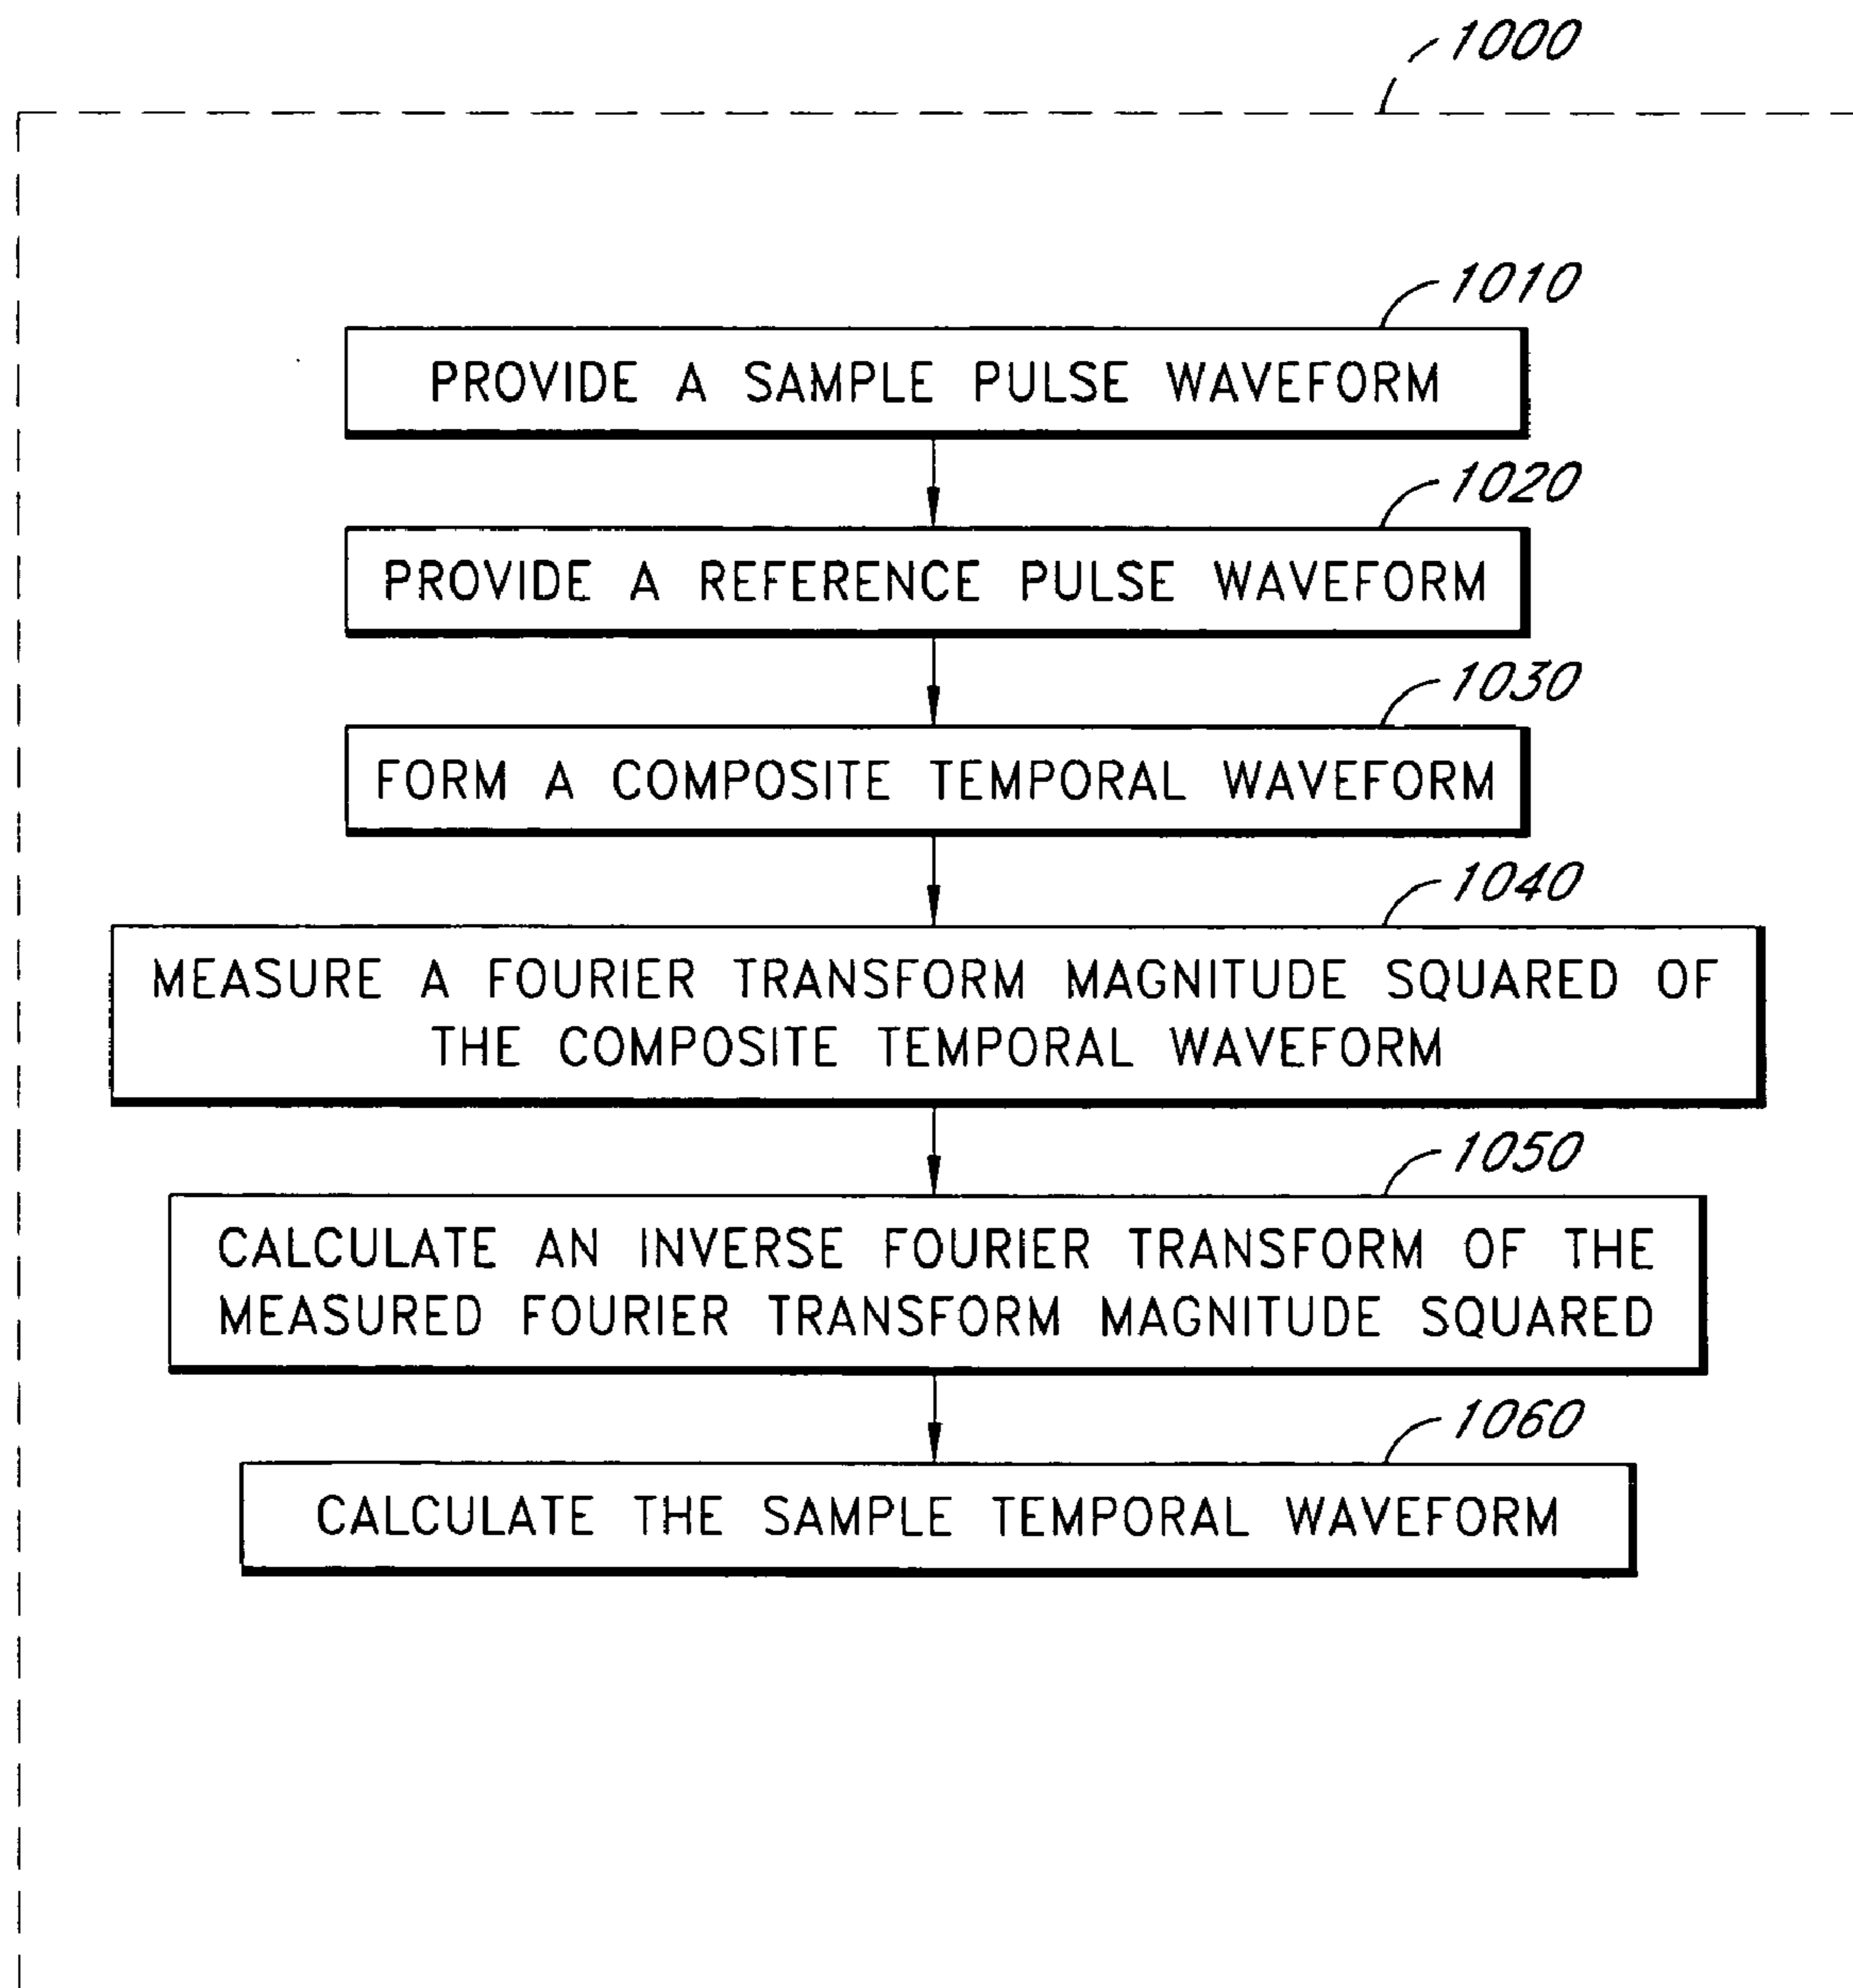 1000
1010
PROVIDE A SAMPLE PULSE WAVEFORM
1020
PROVIDE A REFERENCE PULSE WAVEFORM
1030
FORM A COMPOSITE TEMPORAL WAVEFORM
1040
MEASURE A FOURIER TRANSFORM MAGNITUDE SQUARED OF
THE COMPOSITE TEMPORAL WAVEFORM
1050
CALCULATE AN INVERSE FOURIER TRANSFORM OF THE
MEASURED FOURIER TRANSFORM MAGNITUDE SQUARED
1060
CALCULATE THE SAMPLE TEMPORAL WAVEFORM